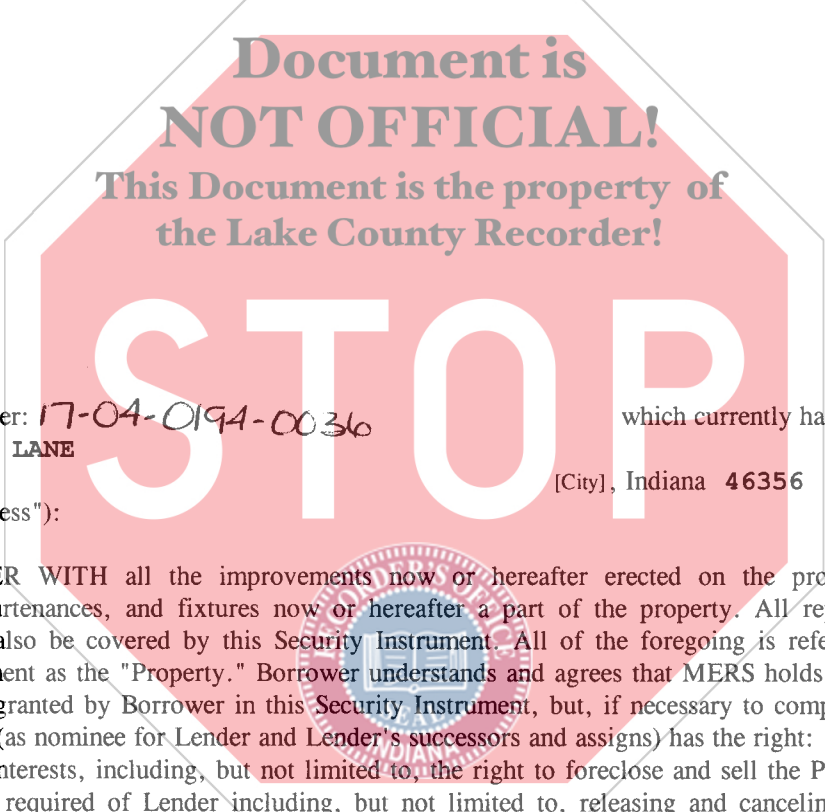 Document is
NOT OFFICIAL!
This Document is the property of
the Lake County Recorder!
STOP
er: 17-04-0194-0036 which currently ha
LANE
[City], Indiana 46356
ess"):
ER WITH all the improvements now or hereafter erected on the pro
rtenances, and fixtures now or hereafter a part of the property. All re
also be covered by this Security Instrument. All of the foregoing is refe
ent as the "Property." Borrower understands and agrees that MERS holds
granted by Borrower in this Security Instrument, but, if necessary to comp
(as nominee for Lender and Lender's successors and assigns) has the right:
nterests, including, but not limited to, the right to foreclose and sell the P
required of Lender including, but not limited to, releasing and cancelin
RECORDER'S OFFICE
SEAL
INDIANA